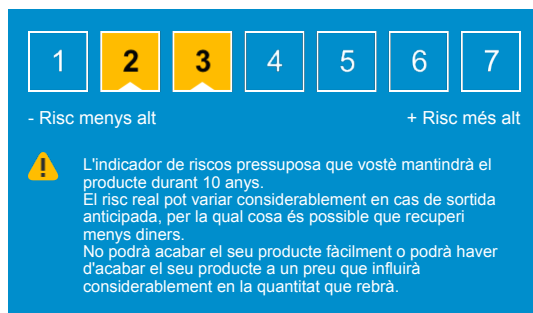 1 2 3 4 5 6 7
- Risc menys alt + Risc més alt
L'indicador de riscos pressuposa que vostè mantindrà el
producte durant 10 anys.
El risc real pot variar considerablement en cas de sortida
anticipada, per la qual cosa és possible que recuperi
menys diners.
No podrà acabar el seu producte fàcilment o podrà haver
d'acabar el seu producte a un preu que influirà
considerablement en la quantitat que rebrà.